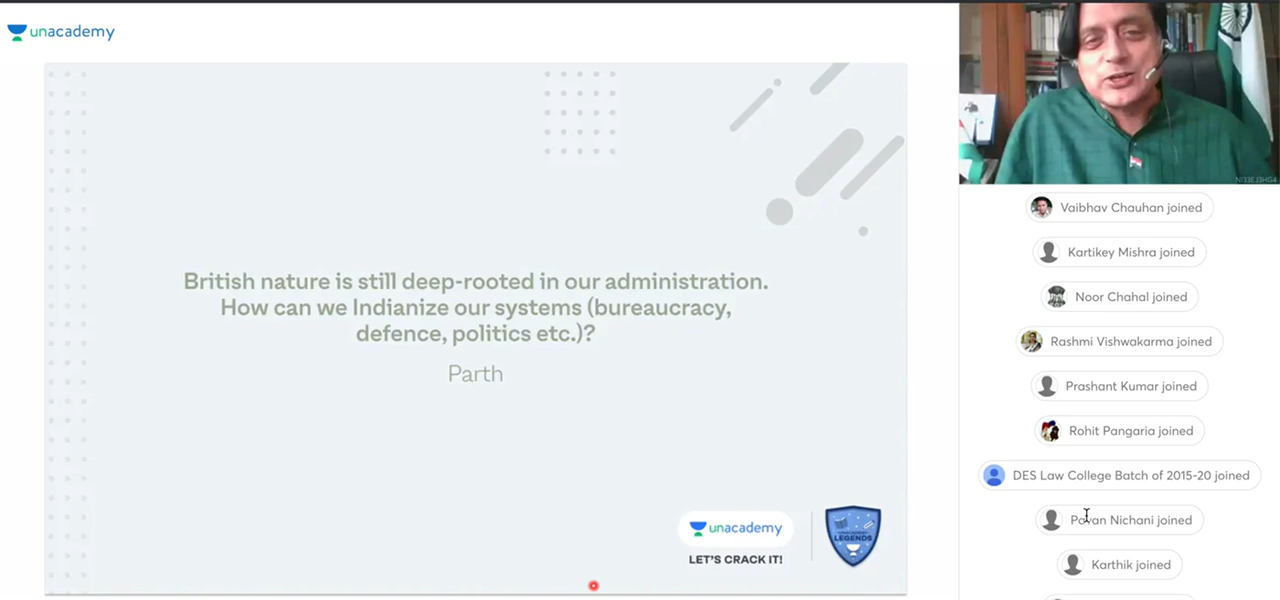 unacademy
British nature is still deep-rooted in our administration.
How can we Indianize our systems (bureaucracy,
defence, politics etc.)?
Parth
unacademy
LET'S CRACK IT!
LEGENDS
Vaibhav Chauhan joined
Kartikey Mishra joined
Noor Chahal joined
Rashmi Vishwakarma joined
Prashant Kumar joined
Rohit Pangaria joined
DES Law College Batch of 2015-20 joined
Pavan Nichani joined
Karthik joined